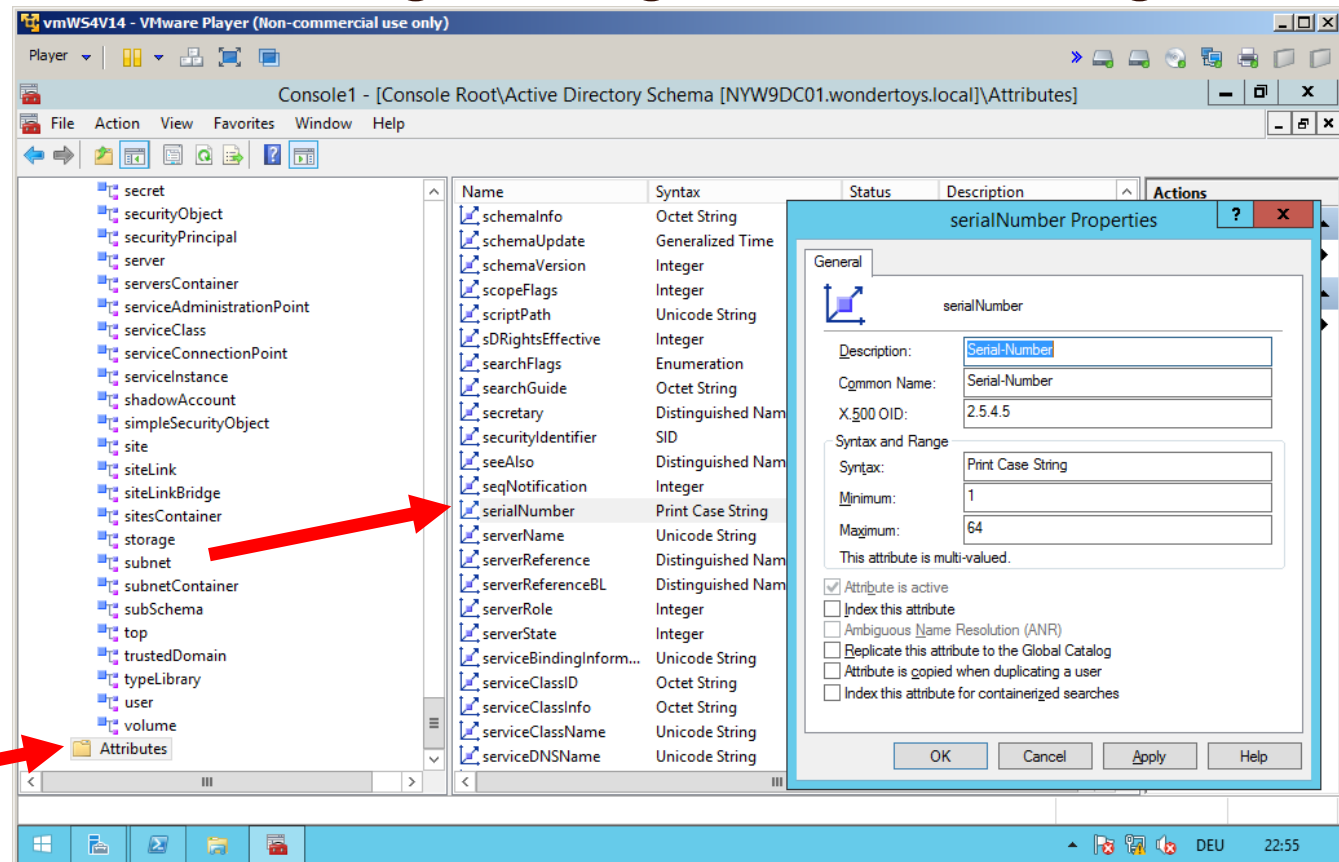 vmWS4V14 - VMware Player (Non-commercial use only)
Player
Console1 - [Console Root\Active Directory Schema [NYW9DC01.wondertoys.local]\Attributes]
File Action View Favorites Window Help
secret
securityObject
securityPrincipal
server
serversContainer
serviceAdministrationPoint
serviceClass
serviceConnectionPoint
serviceInstance
shadowAccount
simpleSecurityObject
site
siteLink
siteLinkBridge
sitesContainer
storage
subnet
subnetContainer
subSchema
top
trustedDomain
typeLibrary
user
volume
Attributes
Name Syntax Status Description
schemaInfo Octet String
schemaUpdate Generalized Time
schemaVersion Integer
scopeFlags Integer
scriptPath Unicode String
sDRightsEffective Integer
searchFlags Enumeration
searchGuide Octet String
secretary Distinguished Nam
securityIdentifier SID
seeAlso Distinguished Nam
seqNotification Integer
serialNumber Print Case String
serverName Unicode String
serverReference Distinguished Nam
serverReferenceBL Distinguished Nam
serverRole Integer
serverState Integer
serviceBindingInform... Unicode String
serviceClassID Octet String
serviceClassInfo Octet String
serviceClassName Unicode String
serviceDNSName Unicode String
Actions
serialNumber Properties
General
serialNumber
Description: Serial-Number
Common Name: Serial-Number
X.500 OID: 2.5.4.5
Syntax and Range
Syntax: Print Case String
Minimum: 1
Maximum: 64
This attribute is multi-valued.
Attribute is active
Index this attribute
Ambiguous Name Resolution (ANR)
Replicate this attribute to the Global Catalog
Attribute is copied when duplicating a user
Index this attribute for containerized searches
OK Cancel Apply Help
DEU 22:55